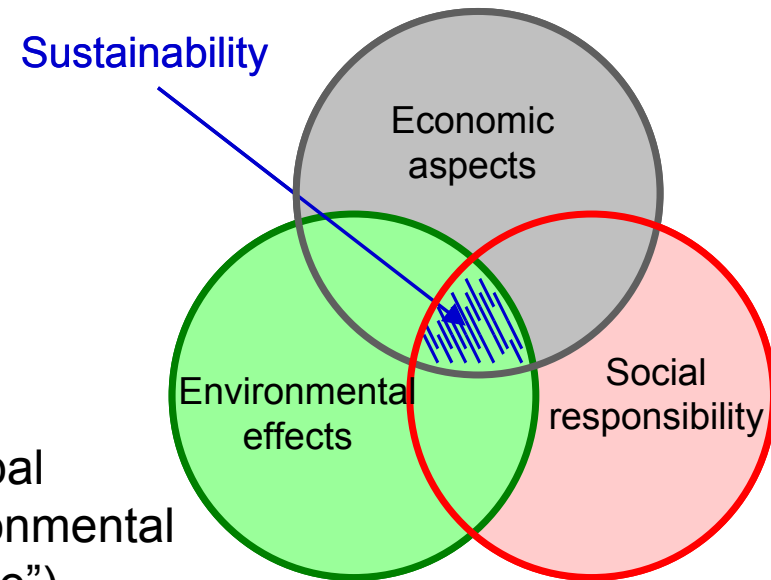 Sustainability
Economic
aspects
Environmental
effects
Social
responsibility